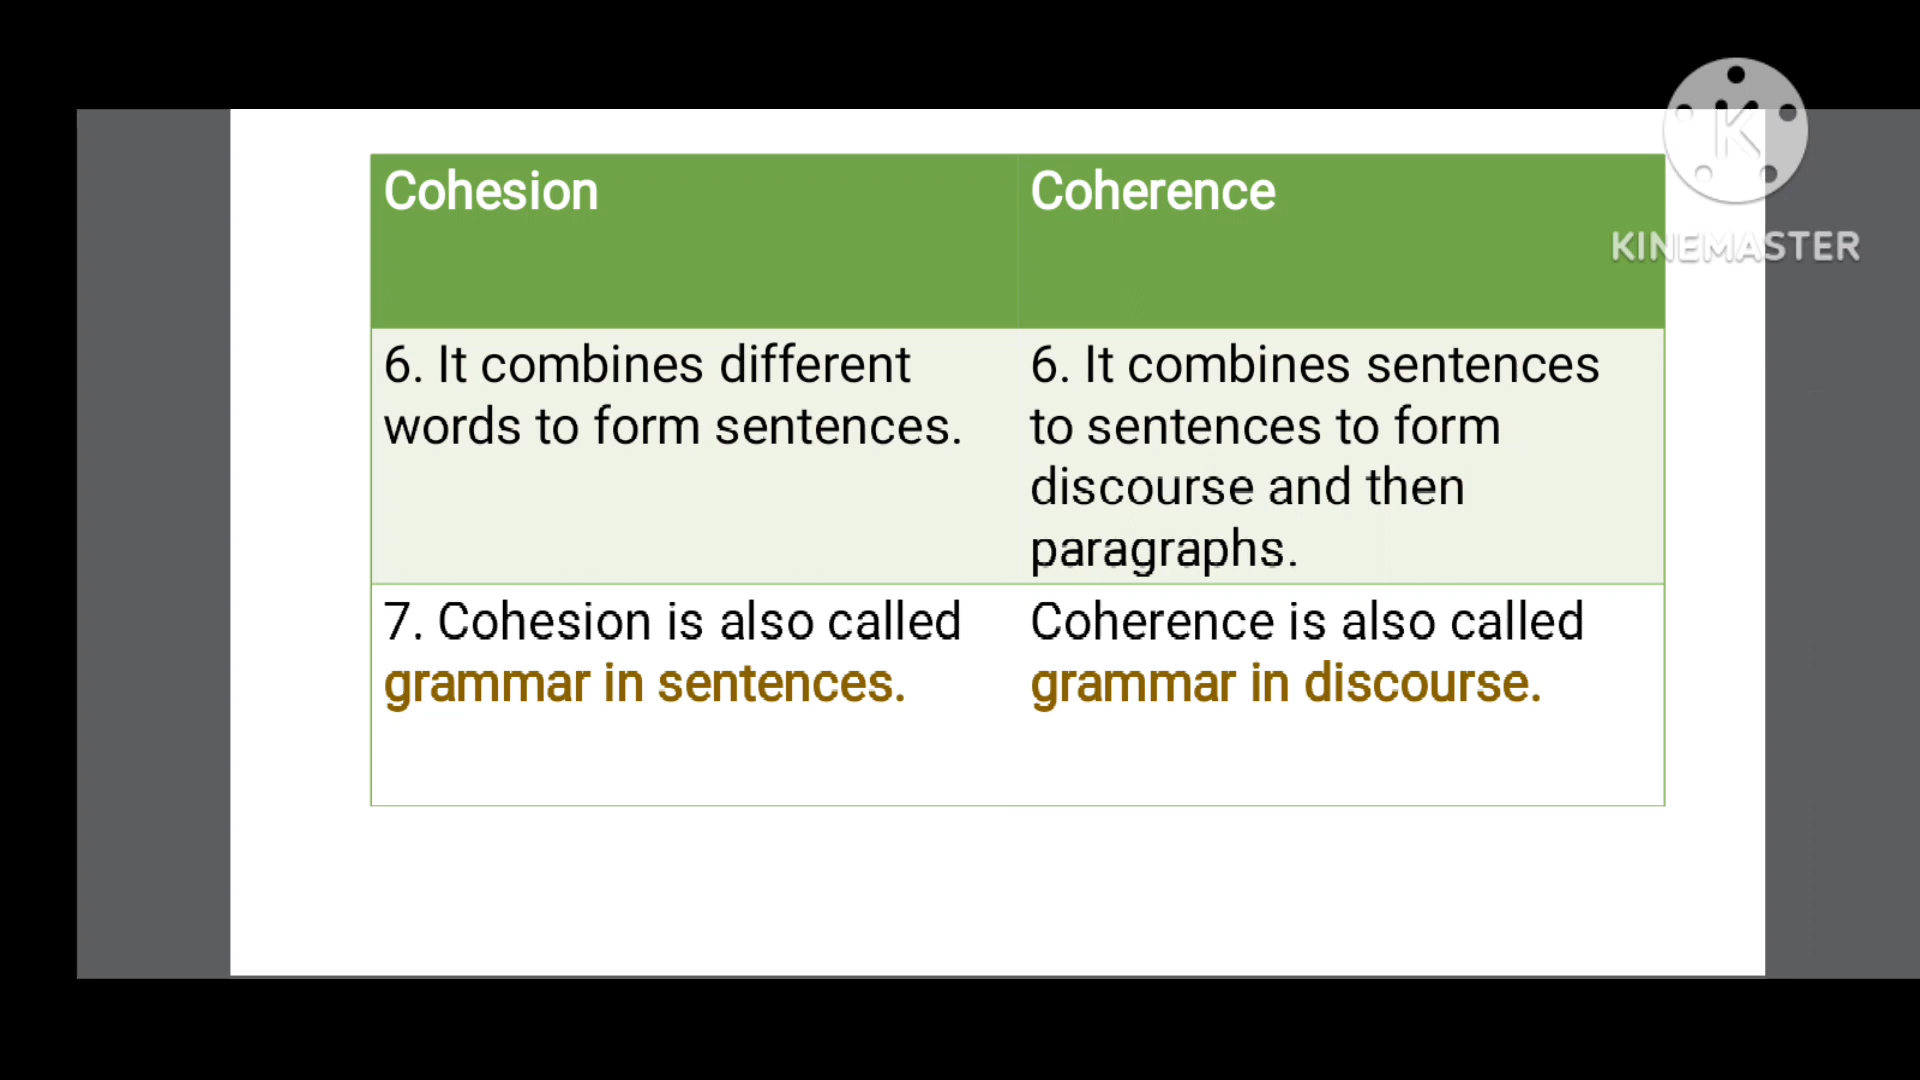 Cohesion
Coherence
6. It combines different
words to form sentences.
6. It combines sentences
to sentences to form
discourse and then
paragraphs.
7. Cohesion is also called
grammar in sentences.
Coherence is also called
grammar in discourse.
K
KINEMASTER